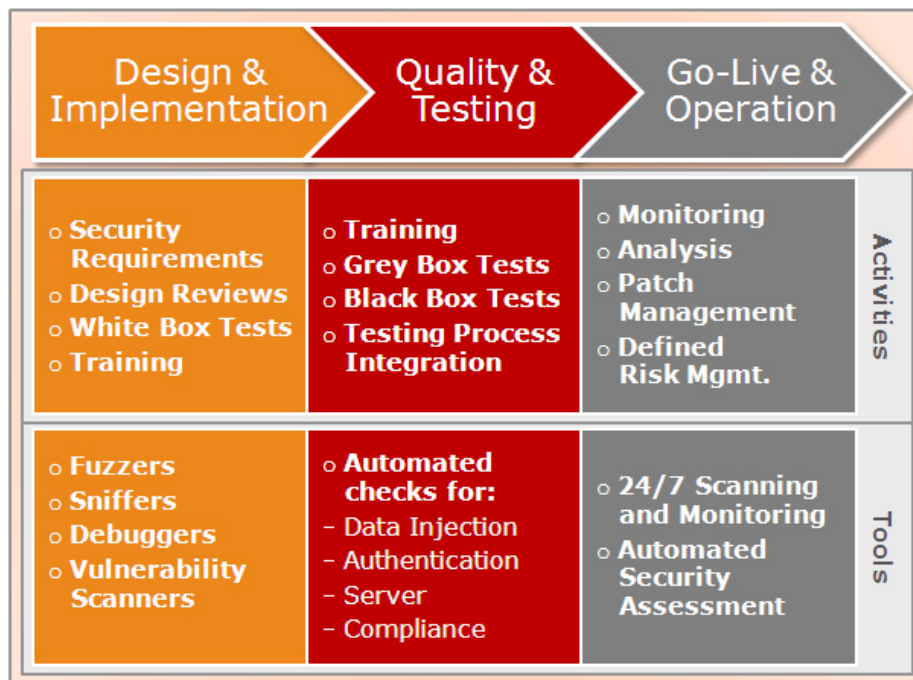 Design &
Implementation
Quality &
Testing
Go-Live &
Operation
o Security
Requirements
o Design Reviews
o White Box Tests
o Training
o Training
o Grey Box Tests
o Black Box Tests
o Testing Process
Integration
o Monitoring
o Analysis
o Patch
Management
o Defined
Risk Mgmt.
Activities
o Fuzzers
o Sniffers
o Debuggers
o Vulnerability
Scanners
o Automated
checks for:
– Data Injection
– Authentication
– Server
– Compliance
o 24/7 Scanning
and Monitoring
o Automated
Security
Assessment
Tools